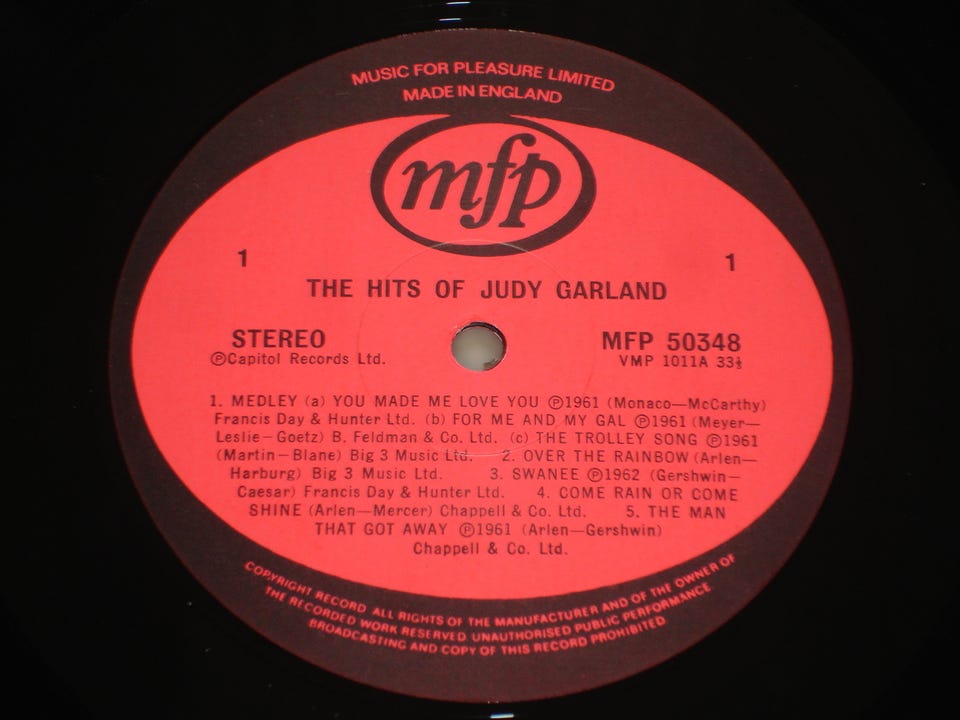 MUSIC FOR PLEASURE LIMITED
MADE IN ENGLAND
mfp
1 1
THE HITS OF JUDY GARLAND
STEREO MFP 50348
ⓅCapitol Records Ltd. VMP 1011A 33⅓
1. MEDLEY (a) YOU MADE ME LOVE YOU Ⓟ1961 (Monaco—McCarthy)
Francis Day & Hunter Ltd. (b) FOR ME AND MY GAL Ⓟ1961 (Meyer—
Leslie—Goetz) B. Feldman & Co. Ltd. (c) THE TROLLEY SONG Ⓟ1961
(Martin—Blane) Big 3 Music Ltd. 2. OVER THE RAINBOW (Arlen—
Harburg) Big 3 Music Ltd. 3. SWANEE Ⓟ1962 (Gershwin—
Caesar) Francis Day & Hunter Ltd. 4. COME RAIN OR COME
SHINE (Arlen—Mercer) Chappell & Co. Ltd. 5. THE MAN
THAT GOT AWAY Ⓟ1961 (Arlen—Gershwin)
Chappell & Co. Ltd.
COPYRIGHT RECORD ALL RIGHTS OF THE MANUFACTURER AND OF THE OWNER OF
THE RECORDED WORK RESERVED UNAUTHORISED PUBLIC PERFORMANCE
BROADCASTING AND COPY OF THIS RECORD PROHIBITED